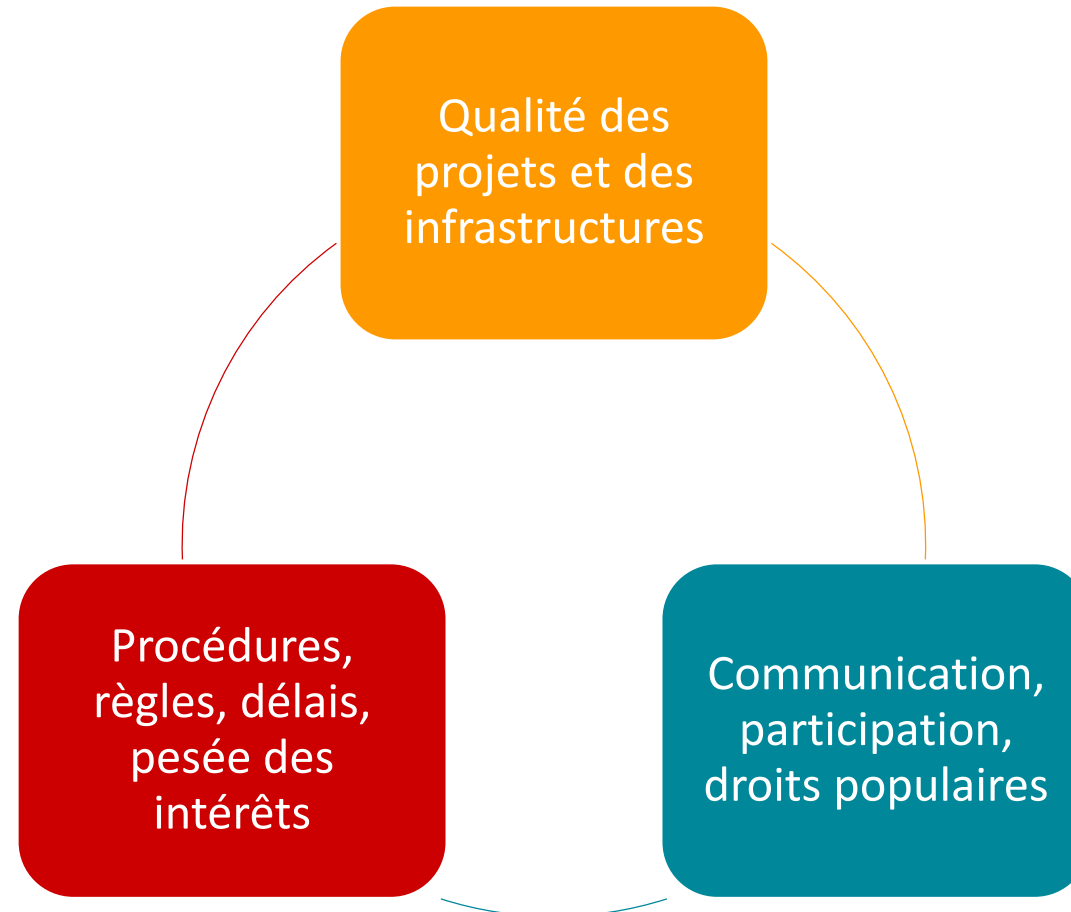 Qualité des
projets et des
infrastructures
Procédures,
règles, délais,
pesée des
intérêts
Communication,
participation,
droits populaires